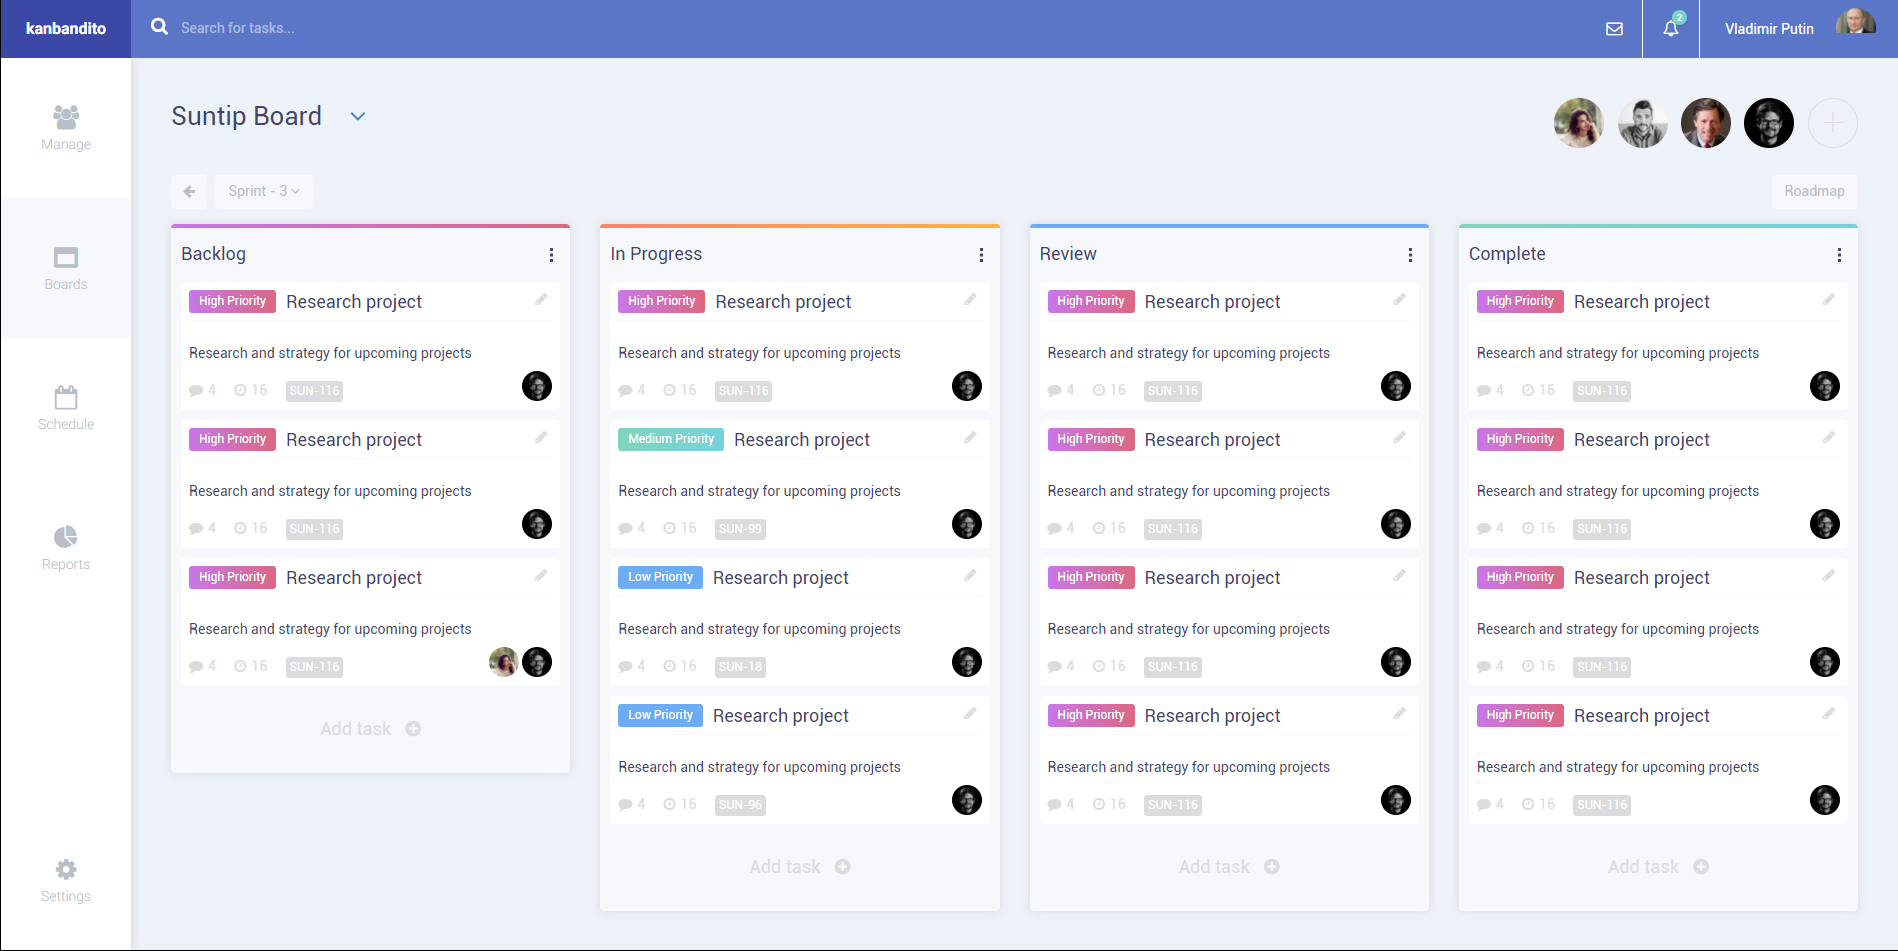 kanbandito
Search for tasks...
2
Vladimir Putin
Manage
Boards
Schedule
Reports
Settings
Suntip Board
Sprint - 3
Roadmap
Backlog
High Priority Research project
Research and strategy for upcoming projects
4 16 SUN-116
High Priority Research project
Research and strategy for upcoming projects
4 16 SUN-116
High Priority Research project
Research and strategy for upcoming projects
4 16 SUN-116
Add task
In Progress
High Priority Research project
Research and strategy for upcoming projects
4 16 SUN-116
Medium Priority Research project
Research and strategy for upcoming projects
4 16 SUN-99
Low Priority Research project
Research and strategy for upcoming projects
4 16 SUN-18
Low Priority Research project
Research and strategy for upcoming projects
4 16 SUN-96
Add task
Review
High Priority Research project
Research and strategy for upcoming projects
4 16 SUN-116
High Priority Research project
Research and strategy for upcoming projects
4 16 SUN-116
High Priority Research project
Research and strategy for upcoming projects
4 16 SUN-116
High Priority Research project
Research and strategy for upcoming projects
4 16 SUN-116
Add task
Complete
High Priority Research project
Research and strategy for upcoming projects
4 16 SUN-116
High Priority Research project
Research and strategy for upcoming projects
4 16 SUN-116
High Priority Research project
Research and strategy for upcoming projects
4 16 SUN-116
High Priority Research project
Research and strategy for upcoming projects
4 16 SUN-116
Add task